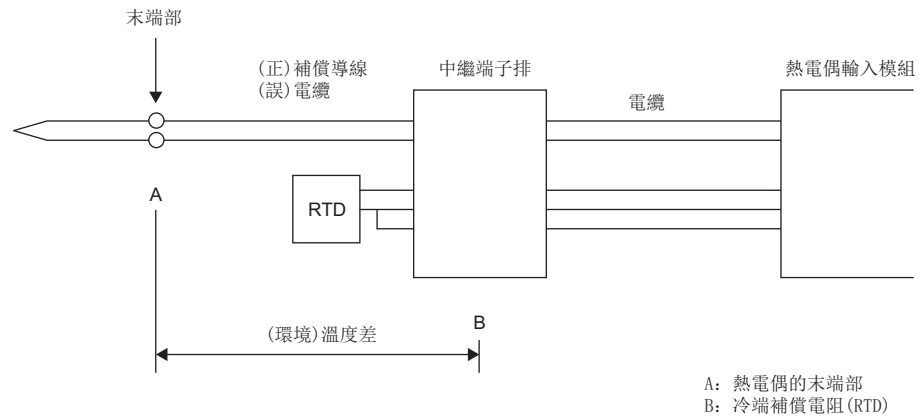 末端部
(正)補償導線
(誤)電纜
中繼端子排
熱電偶輸入模組
電纜
A
RTD
B
(環境)溫度差
A: 熱電偶的末端部
B: 冷端補償電阻(RTD)